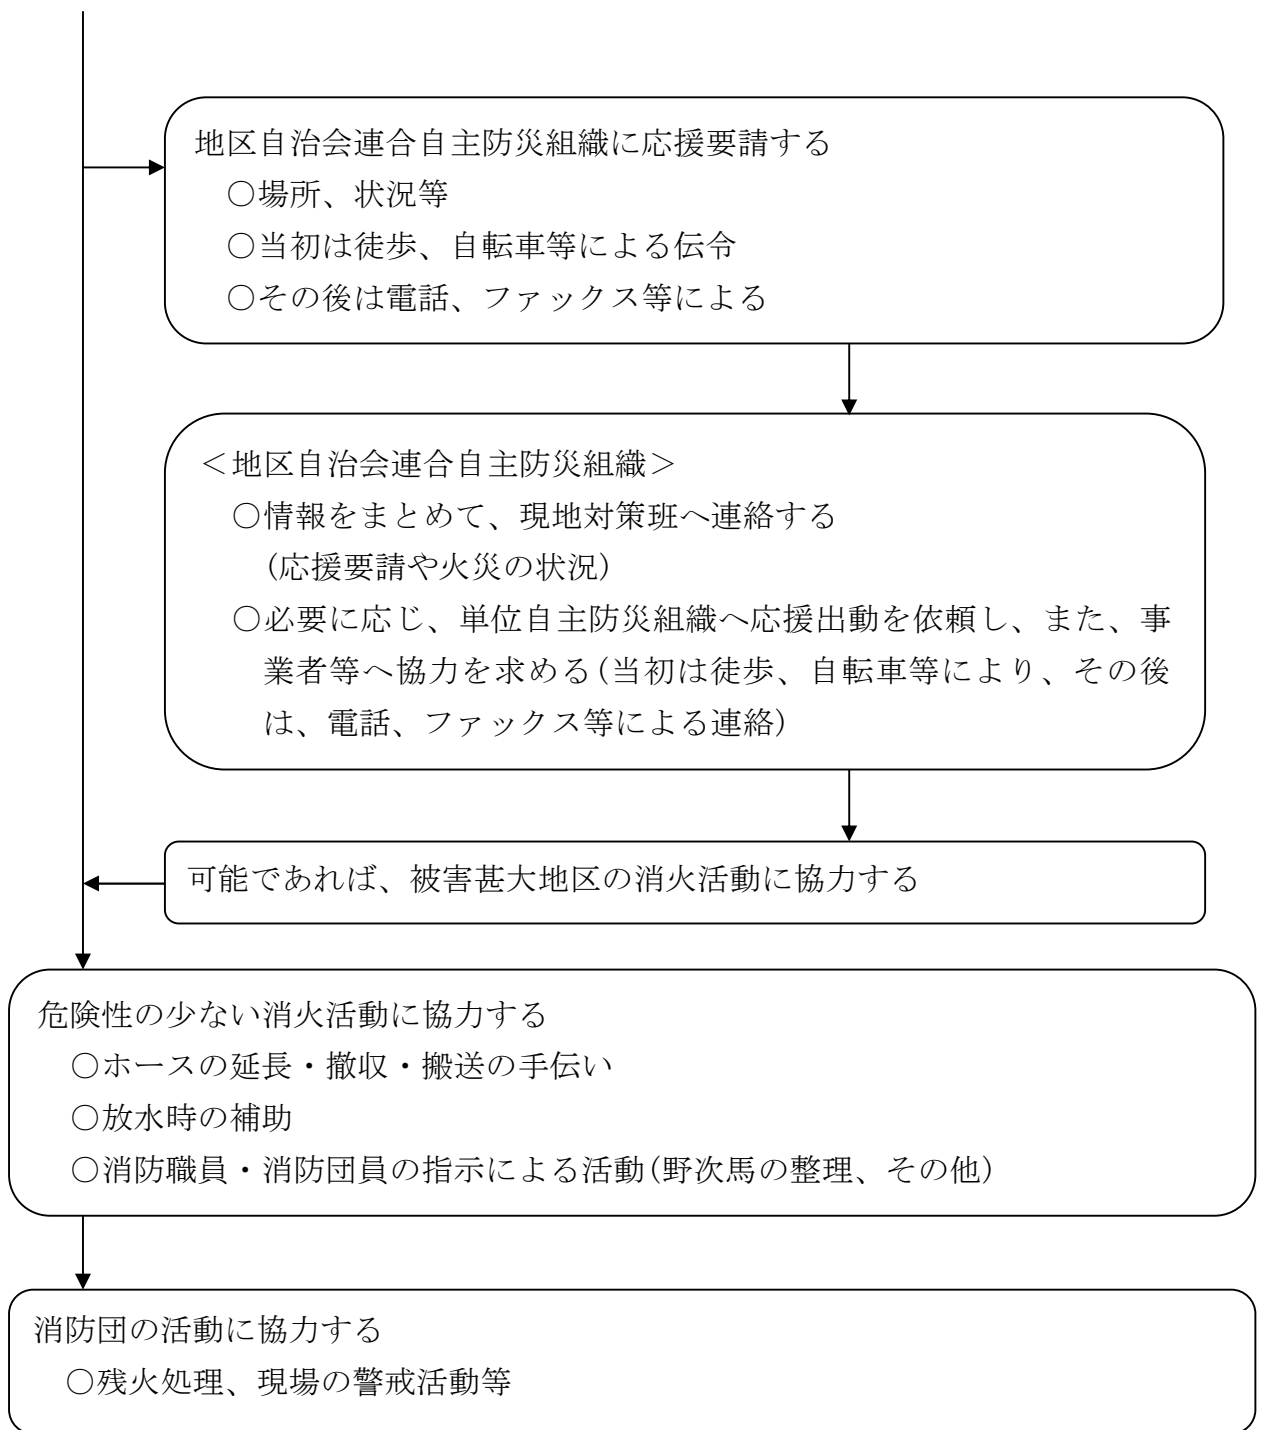 地区自治会連合自主防災組織に応援要請する
○場所、状況等
○当初は徒歩、自転車等による伝令
○その後は電話、ファックス等による
＜地区自治会連合自主防災組織＞
○情報をまとめて、現地対策班へ連絡する
(応援要請や火災の状況)
○必要に応じ、単位自主防災組織へ応援出動を依頼し、また、事
業者等へ協力を求める(当初は徒歩、自転車等により、その後
は、電話、ファックス等による連絡)
可能であれば、被害甚大地区の消火活動に協力する
危険性の少ない消火活動に協力する
○ホースの延長・撤収・搬送の手伝い
○放水時の補助
○消防職員・消防団員の指示による活動(野次馬の整理、その他)
消防団の活動に協力する
○残火処理、現場の警戒活動等